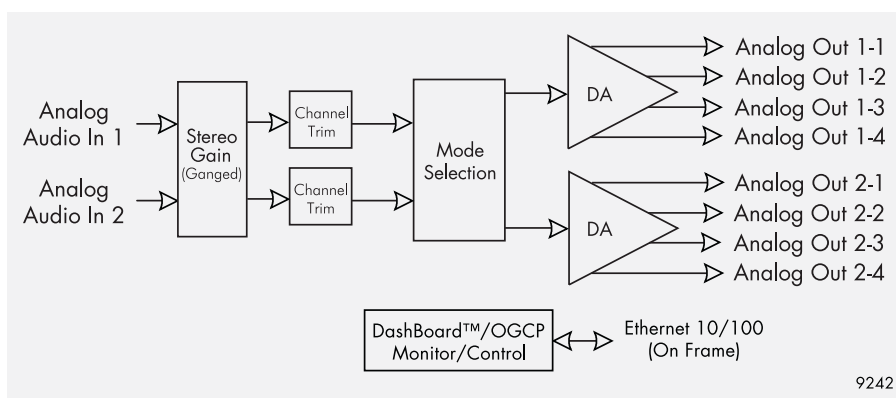 Analog
Audio In 1
Analog
Audio In 2
Stereo
Gain
(Ganged)
Channel
Trim
Channel
Trim
Mode
Selection
DA
DA
Analog Out 1-1
Analog Out 1-2
Analog Out 1-3
Analog Out 1-4
Analog Out 2-1
Analog Out 2-2
Analog Out 2-3
Analog Out 2-4
DashBoard™/OGCP
Monitor/Control
Ethernet 10/100
(On Frame)
9242